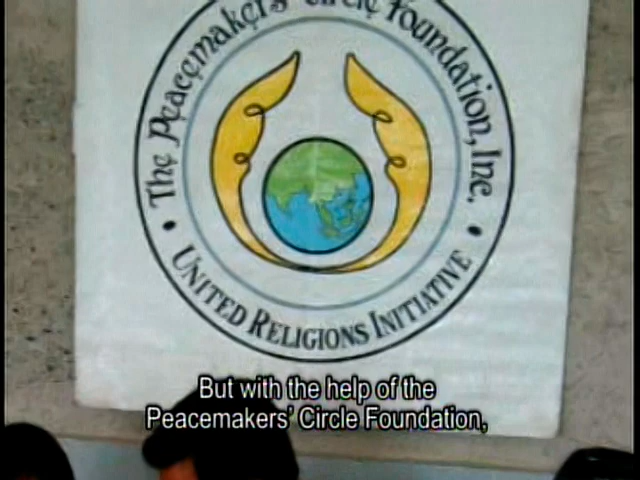 The Peacemakers' Circle Foundation, Inc.
• UNITED RELIGIONS INITIATIVE •
But with the help of the
Peacemakers' Circle Foundation,